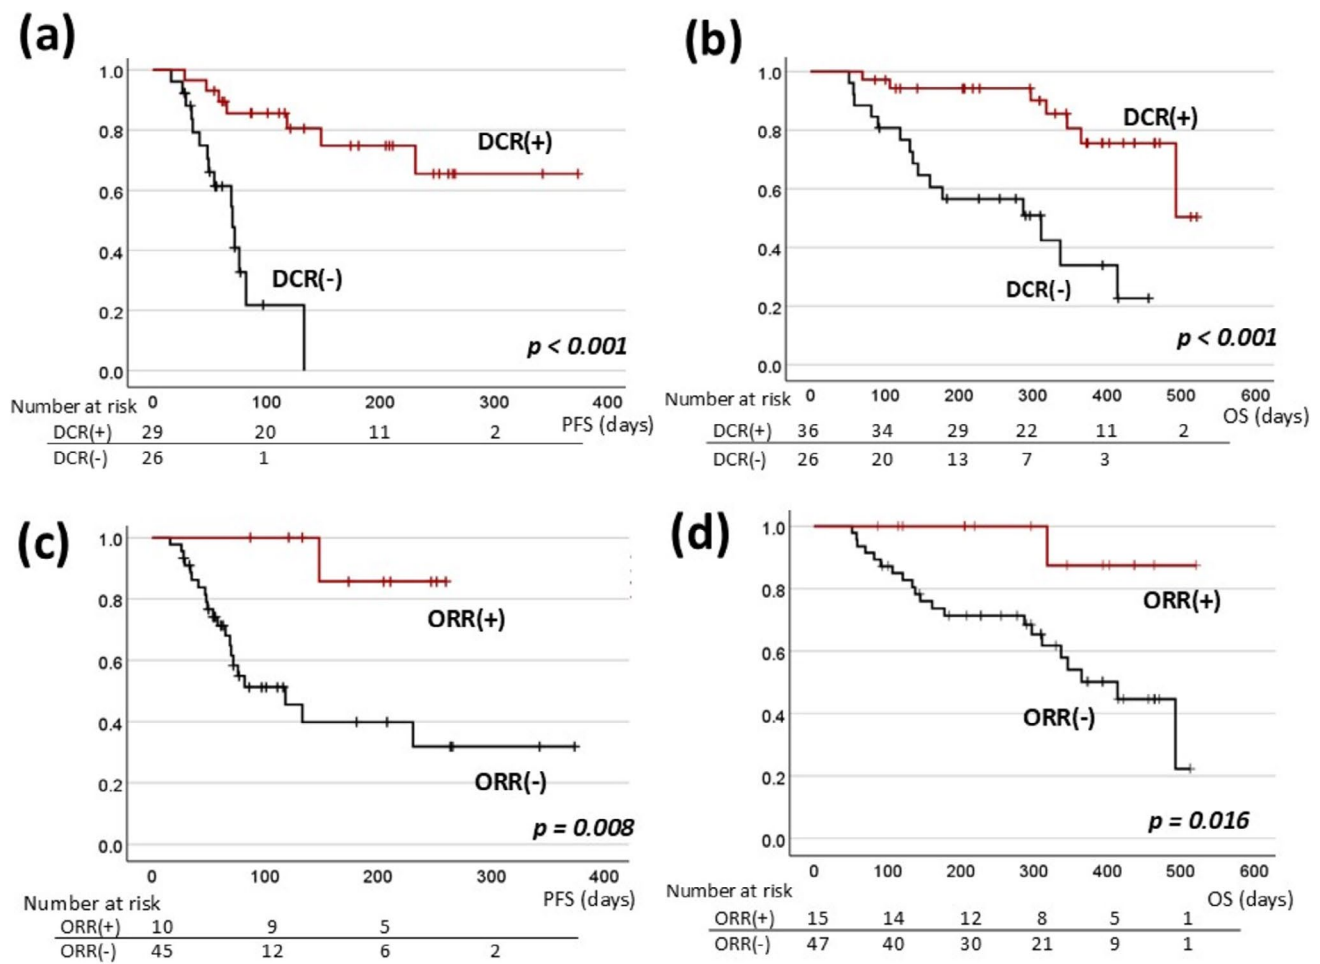 (a)
1.0
0.8
0.6
0.4
0.2
0.0
DCR(+)
DCR(-)
p < 0.001
0 100 200 300 400
PFS (days)
Number at risk
DCR(+) 29 20 11 2
DCR(-) 26 1
(b)
1.0
0.8
0.6
0.4
0.2
0.0
DCR(+)
DCR(-)
p < 0.001
0 100 200 300 400 500 600
OS (days)
Number at risk
DCR(+) 36 34 29 22 11 2
DCR(-) 26 20 13 7 3
(c)
1.0
0.8
0.6
0.4
0.2
0.0
ORR(+)
ORR(-)
p = 0.008
0 100 200 300 400
PFS (days)
Number at risk
ORR(+) 10 9 5
ORR(-) 45 12 6 2
(d)
1.0
0.8
0.6
0.4
0.2
0.0
ORR(+)
ORR(-)
p = 0.016
0 100 200 300 400 500 600
OS (days)
Number at risk
ORR(+) 15 14 12 8 5 1
ORR(-) 47 40 30 21 9 1